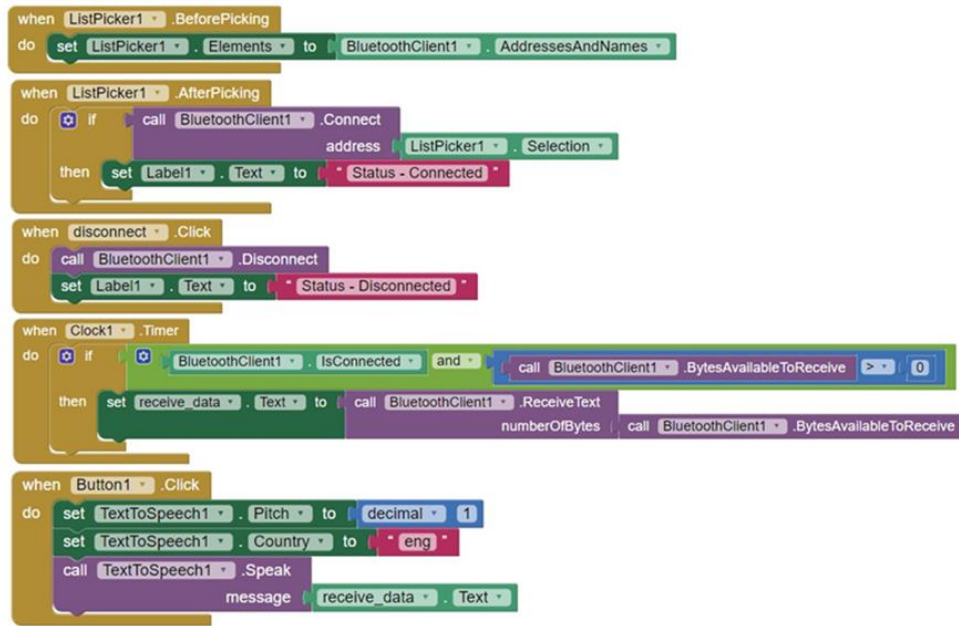 when ListPicker1 .BeforePicking
do set ListPicker1 . Elements to BluetoothClient1 . AddressesAndNames
when ListPicker1 .AfterPicking
do if call BluetoothClient1 .Connect
address ListPicker1 . Selection
then set Label1 . Text to " Status - Connected "
when disconnect .Click
do call BluetoothClient1 .Disconnect
set Label1 . Text to " Status - Disconnected "
when Clock1 .Timer
do if BluetoothClient1 . IsConnected and call BluetoothClient1 .BytesAvailableToReceive > 0
then set receive_data . Text to call BluetoothClient1 .ReceiveText
numberOfBytes call BluetoothClient1 .BytesAvailableToReceive
when Button1 .Click
do set TextToSpeech1 . Pitch to decimal 1
set TextToSpeech1 . Country to " eng "
call TextToSpeech1 .Speak
message receive_data . Text